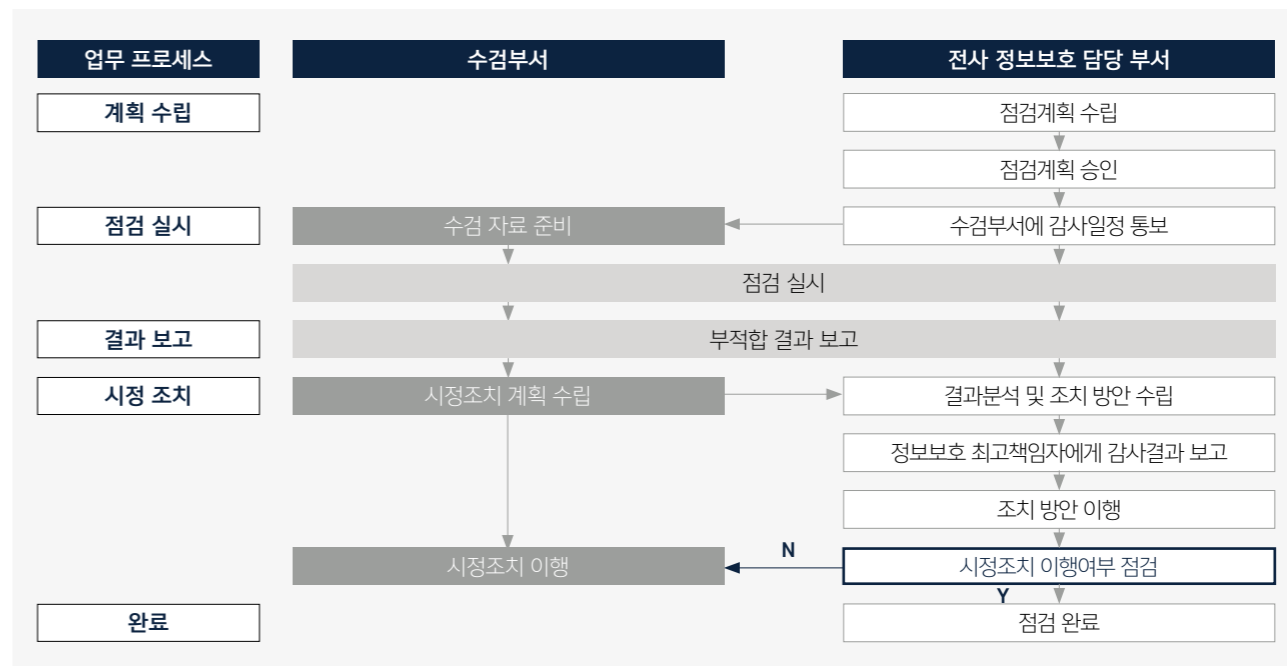 업무 프로세스
수검부서
전사 정보보호 담당 부서
계획 수립
점검계획 수립
점검계획 승인
점검 실시
수검 자료 준비
수검부서에 감사일정 통보
점검 실시
결과 보고
부적합 결과 보고
시정 조치
시정조치 계획 수립
결과분석 및 조치 방안 수립
정보보호 최고책임자에게 감사결과 보고
조치 방안 이행
시정조치 이행
N
시정조치 이행여부 점검
Y
완료
점검 완료